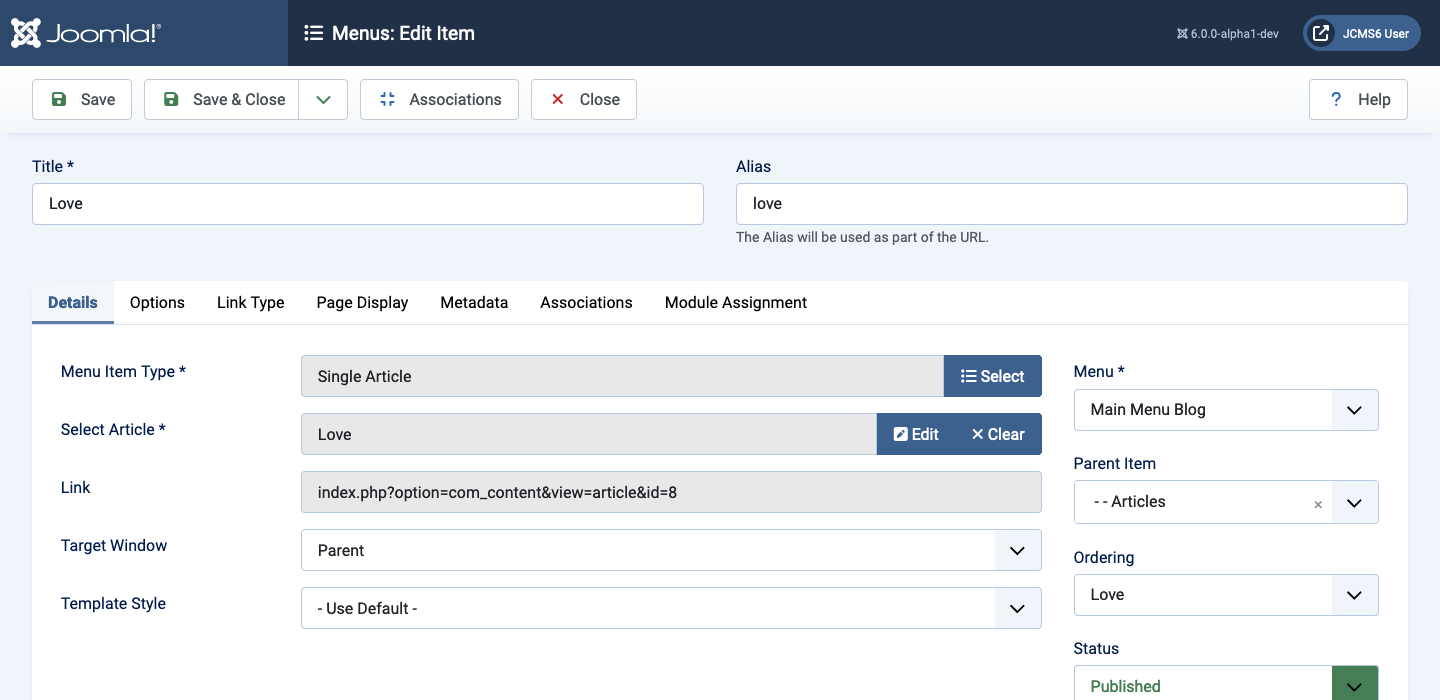 Joomla!®
Menus: Edit Item
6.0.0-alpha1-dev
JCMS6 User
Save
Save & Close
Associations
Close
? Help
Title *
Alias
Love
love
The Alias will be used as part of the URL.
Details Options Link Type Page Display Metadata Associations Module Assignment
Menu Item Type *
Single Article
Select
Select Article *
Love
Edit
Clear
Link
index.php?option=com_content&view=article&id=8
Target Window
Parent
Template Style
- Use Default -
Menu *
Main Menu Blog
Parent Item
- - Articles ×
Ordering
Love
Status
Published